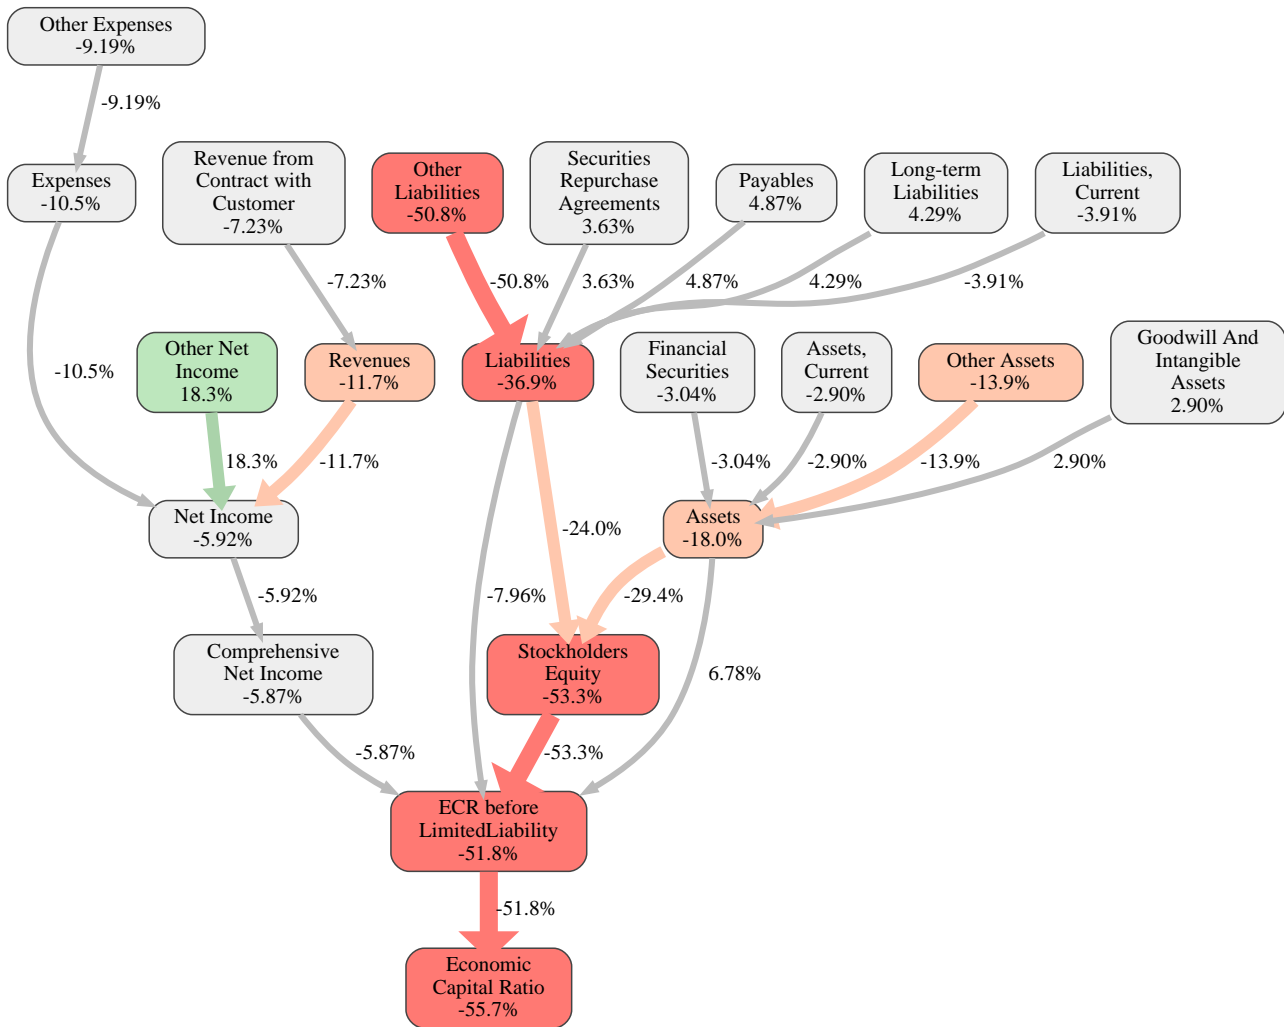 Other Expenses
-9.19%
-9.19%
Expenses
-10.5%
Revenue from
Contract with
Customer
-7.23%
Other
Liabilities
-50.8%
Securities
Repurchase
Agreements
3.63%
Payables
4.87%
Long-term
Liabilities
4.29%
Liabilities,
Current
-3.91%
-7.23%
-50.8%
3.63%
4.87%
4.29%
-3.91%
-10.5%
Other Net
Income
18.3%
Revenues
-11.7%
Liabilities
-36.9%
Financial
Securities
-3.04%
Assets,
Current
-2.90%
Other Assets
-13.9%
Goodwill And
Intangible
Assets
2.90%
18.3%
-11.7%
-3.04%
-2.90%
-13.9%
2.90%
Net Income
-5.92%
-24.0%
Assets
-18.0%
-5.92%
-7.96%
-29.4%
Comprehensive
Net Income
-5.87%
Stockholders
Equity
-53.3%
6.78%
-5.87%
-53.3%
ECR before
LimitedLiability
-51.8%
-51.8%
Economic
Capital Ratio
-55.7%